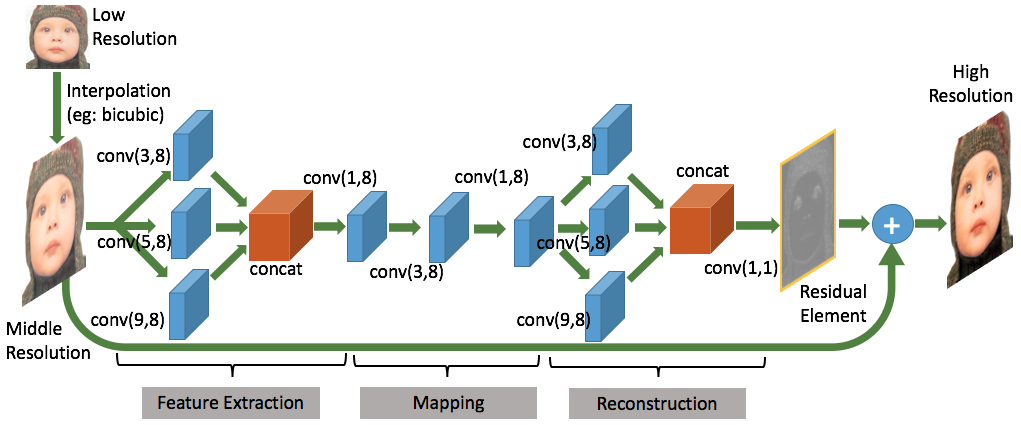 Low
Resolution
Interpolation
(eg: bicubic)
conv(3,8)
conv(5,8)
conv(9,8)
concat
conv(1,8)
conv(3,8)
conv(1,8)
conv(3,8)
conv(5,8)
conv(9,8)
concat
conv(1,1)
Residual
Element
+
High
Resolution
Middle
Resolution
Feature Extraction
Mapping
Reconstruction